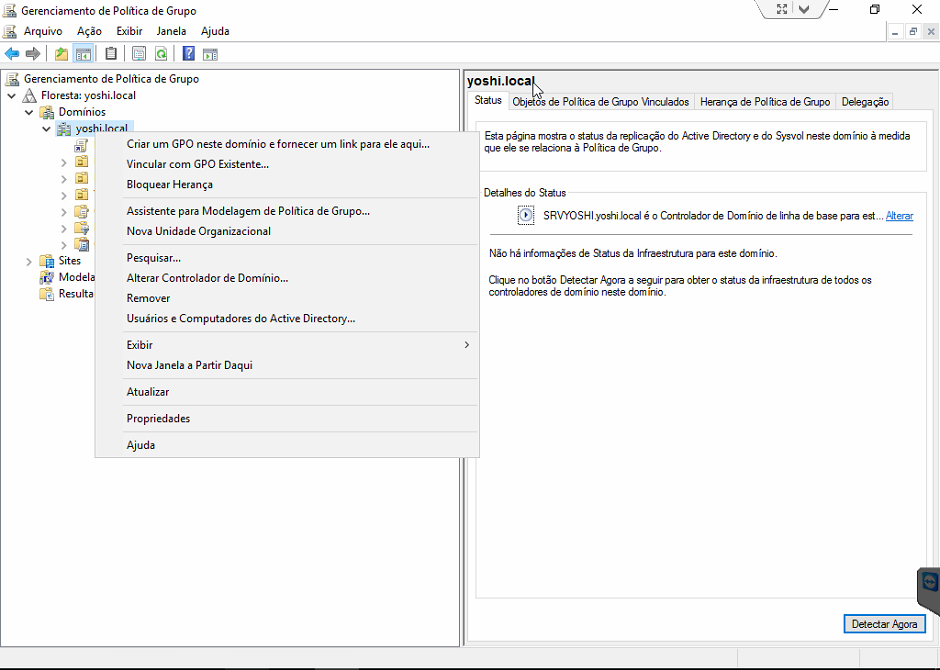 Gerenciamento de Política de Grupo
Arquivo Ação Exibir Janela Ajuda
Gerenciamento de Política de Grupo
Floresta: yoshi.local
Domínios
yoshi.local
Sites
Modela
Resulta
Criar um GPO neste domínio e fornecer um link para ele aqui...
Vincular com GPO Existente...
Bloquear Herança
Assistente para Modelagem de Política de Grupo...
Nova Unidade Organizacional
Pesquisar...
Alterar Controlador de Domínio...
Remover
Usuários e Computadores do Active Directory...
Exibir
Nova Janela a Partir Daqui
Atualizar
Propriedades
Ajuda
yoshi.local
Status Objetos de Política de Grupo Vinculados Herança de Política de Grupo Delegação
Esta página mostra o status da replicação do Active Directory e do Sysvol neste domínio à medida
que ele se relaciona à Política de Grupo.
Detalhes do Status
SRVYOSHI.yoshi.local é o Controlador de Domínio de linha de base para est... Alterar
Não há informações de Status da Infraestrutura para este domínio.
Clique no botão Detectar Agora a seguir para obter o status da infraestrutura de todos os
controladores de domínio neste domínio.
Detectar Agora